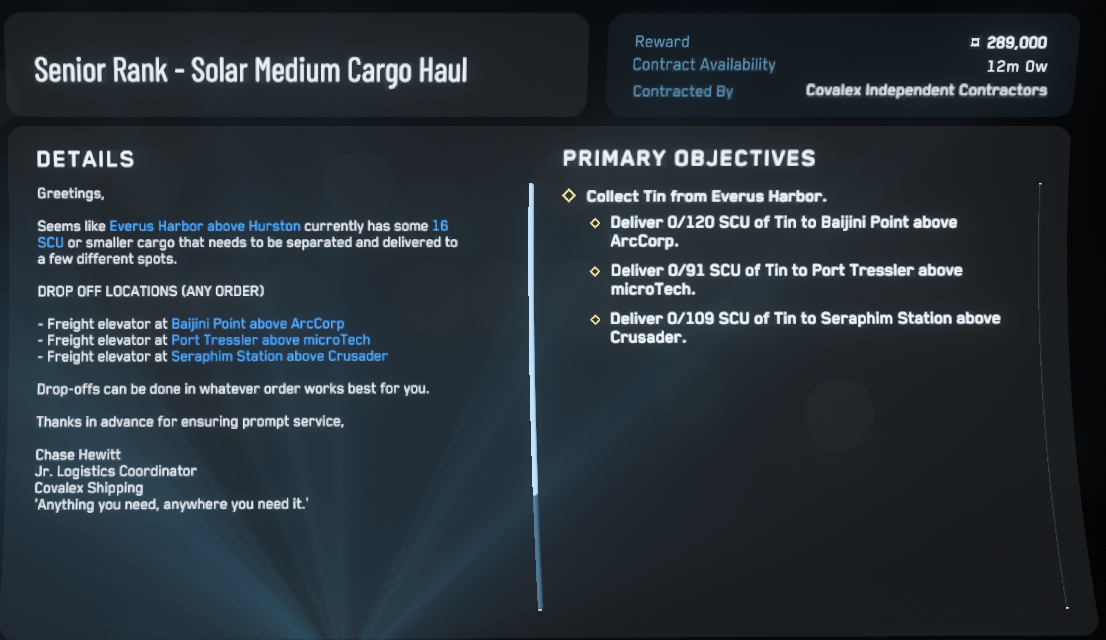 Senior Rank - Solar Medium Cargo Haul
Reward
¤ 289,000
Contract Availability
12m 0w
Contracted By
Covalex Independent Contractors
DETAILS
Greetings,
Seems like Everus Harbor above Hurston currently has some 16
SCU or smaller cargo that needs to be separated and delivered to
a few different spots.
DROP OFF LOCATIONS (ANY ORDER)
- Freight elevator at Baijini Point above ArcCorp
- Freight elevator at Port Tressler above microTech
- Freight elevator at Seraphim Station above Crusader
Drop-offs can be done in whatever order works best for you.
Thanks in advance for ensuring prompt service,
Chase Hewitt
Jr. Logistics Coordinator
Covalex Shipping
'Anything you need, anywhere you need it.'
PRIMARY OBJECTIVES
Collect Tin from Everus Harbor.
Deliver 0/120 SCU of Tin to Baijini Point above
ArcCorp.
Deliver 0/91 SCU of Tin to Port Tressler above
microTech.
Deliver 0/109 SCU of Tin to Seraphim Station above
Crusader.